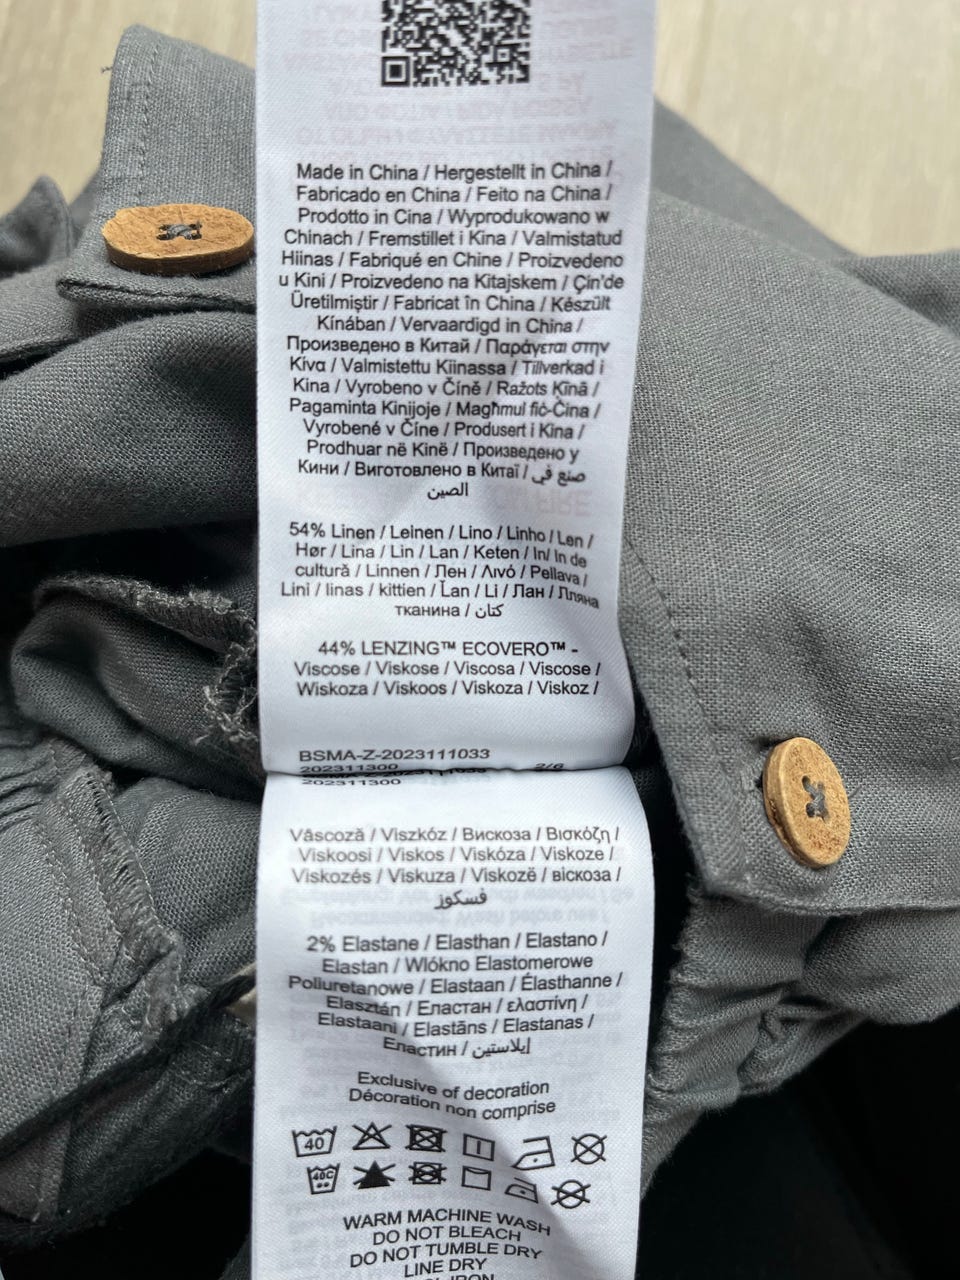 Made in China / Hergestellt in China /
Fabricado en China / Feito na China /
Prodotto in Cina / Wyprodukowano w
Chinach / Fremstillet i Kina / Valmistatud
Hiinas / Fabriqué en Chine / Proizvedeno
u Kini / Proizvedeno na Kitajskem / Çin'de
Üretilmiştir / Fabricat în China / Készült
Kínában / Vervaardigd in China /
Произведено в Китай / Παράγεται στην
Κίνα / Valmistettu Kiinassa / Tillverkad i
Kina / Vyrobeno v Číně / Ražots Ķīnā /
Pagaminta Kinijoje / Magħmul fiċ-Ċina /
Vyrobené v Číne / Produsert i Kina /
Prodhuar në Kinë / Произведено у
Кини / Виготовлено в Китаї / صنع في
الصين
54% Linen / Leinen / Lino / Linho / Len /
Hør / Lina / Lin / Lan / Keten / In/ In de
cultură / Linnen / Лен / Λινό / Pellava /
Lini / linas / kittien / Ľan / Li / Лан / Лляна
тканина / كتان
44% LENZING™ ECOVERO™ -
Viscose / Viskose / Viscosa / Viscose /
Wiskoza / Viskoos / Viskoza / Viskoz /
BSMA-Z-2023111033
202311300 2/6
202311300
Vâscoză / Viszkóz / Вискоза / Βισκόζη /
Viskoosi / Viskos / Viskóza / Viskoze /
Viskozés / Viskuza / Viskozë / віскоза /
فسكوز
2% Elastane / Elasthan / Elastano /
Elastan / Wlókno Elastomerowe
Poliuretanowe / Elastaan / Élasthanne /
Elasztán / Еластан / ελαστίνη /
Elastaani / Elastāns / Elastanas /
Еластин / إيلاستين
Exclusive of decoration
Décoration non comprise
40
40C
WARM MACHINE WASH
DO NOT BLEACH
DO NOT TUMBLE DRY
LINE DRY
IRON